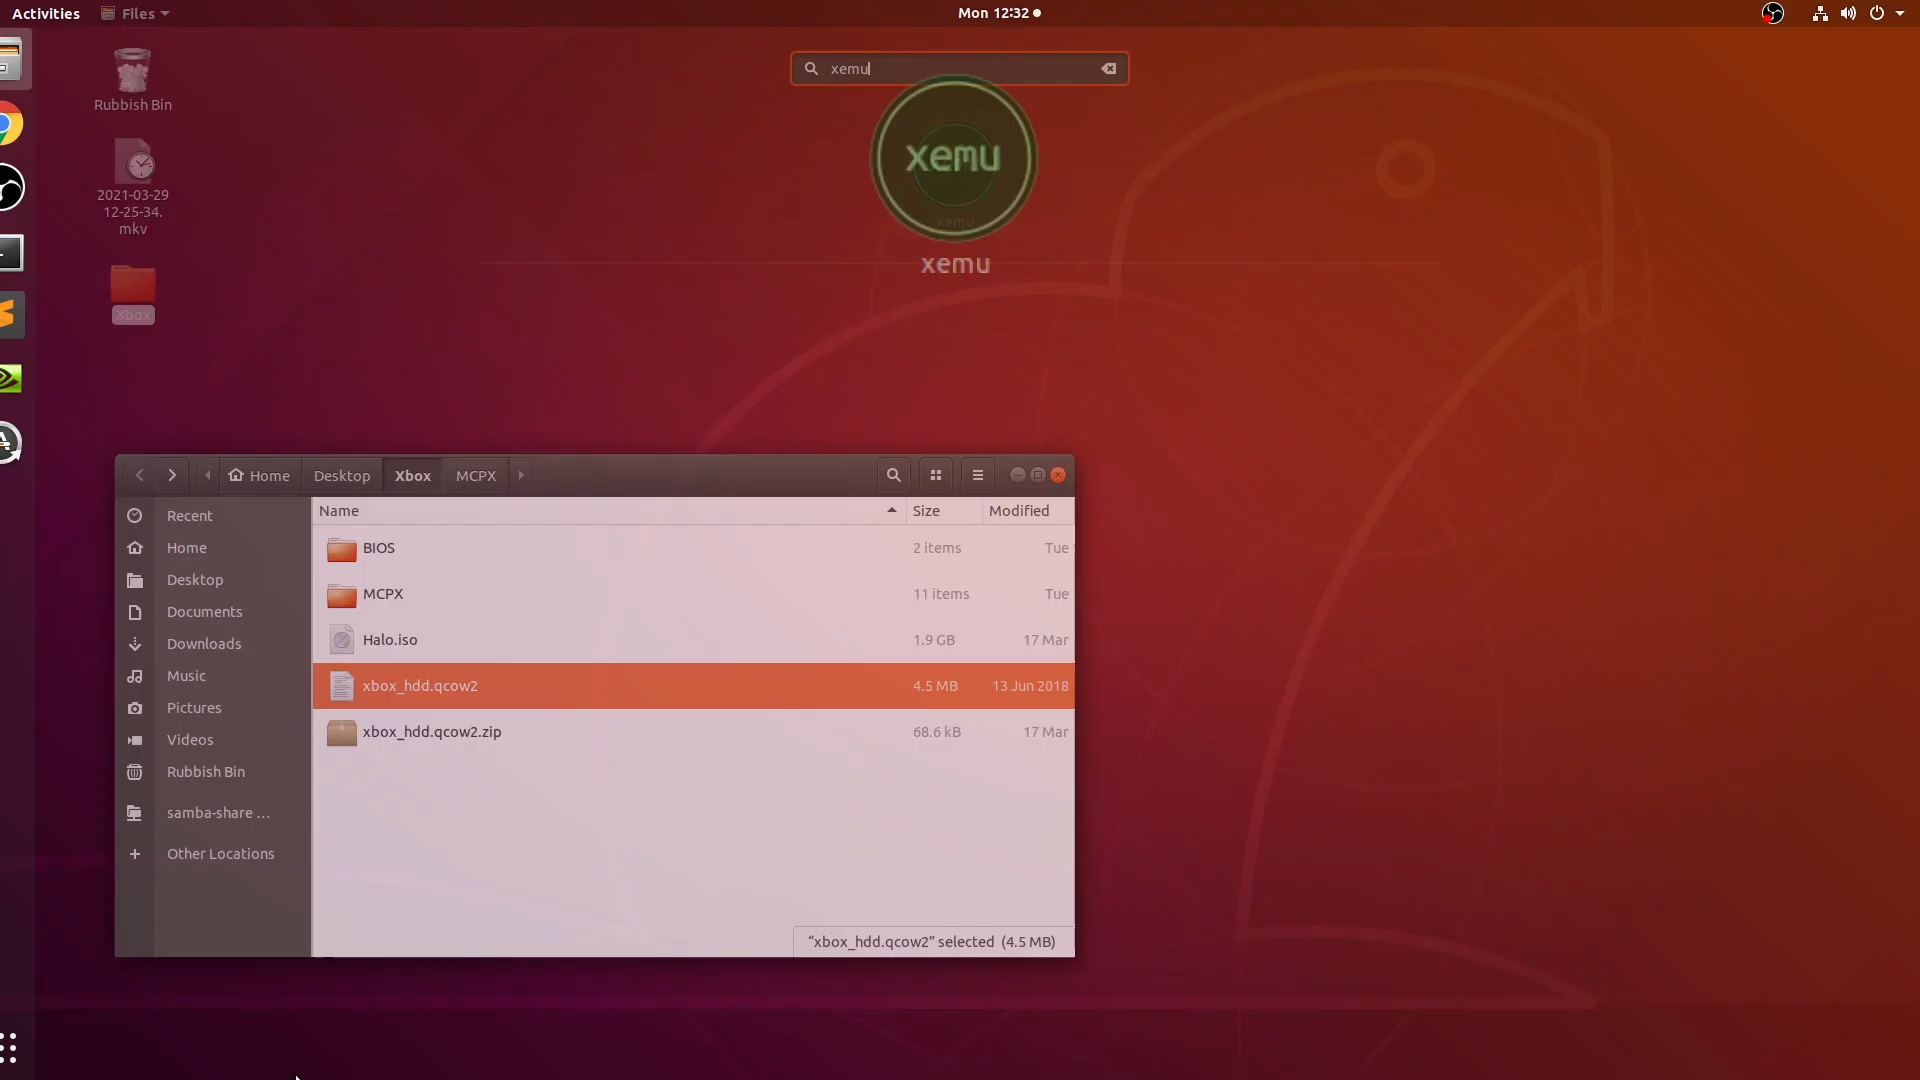 Activities
Files
Mon 12:32
xemu
Rubbish Bin
xemu
2021-03-29
12-25-34.
mkv
xemu
xemu
Xbox
Home
Desktop
Xbox
MCPX
Recent
Home
Desktop
Documents
Downloads
Music
Pictures
Videos
Rubbish Bin
samba-share …
Other Locations
Name Size Modified
BIOS 2 items Tue
MCPX 11 items Tue
Halo.iso 1.9 GB 17 Mar
xbox_hdd.qcow2 4.5 MB 13 Jun 2018
xbox_hdd.qcow2.zip 68.6 kB 17 Mar
“xbox_hdd.qcow2” selected (4.5 MB)